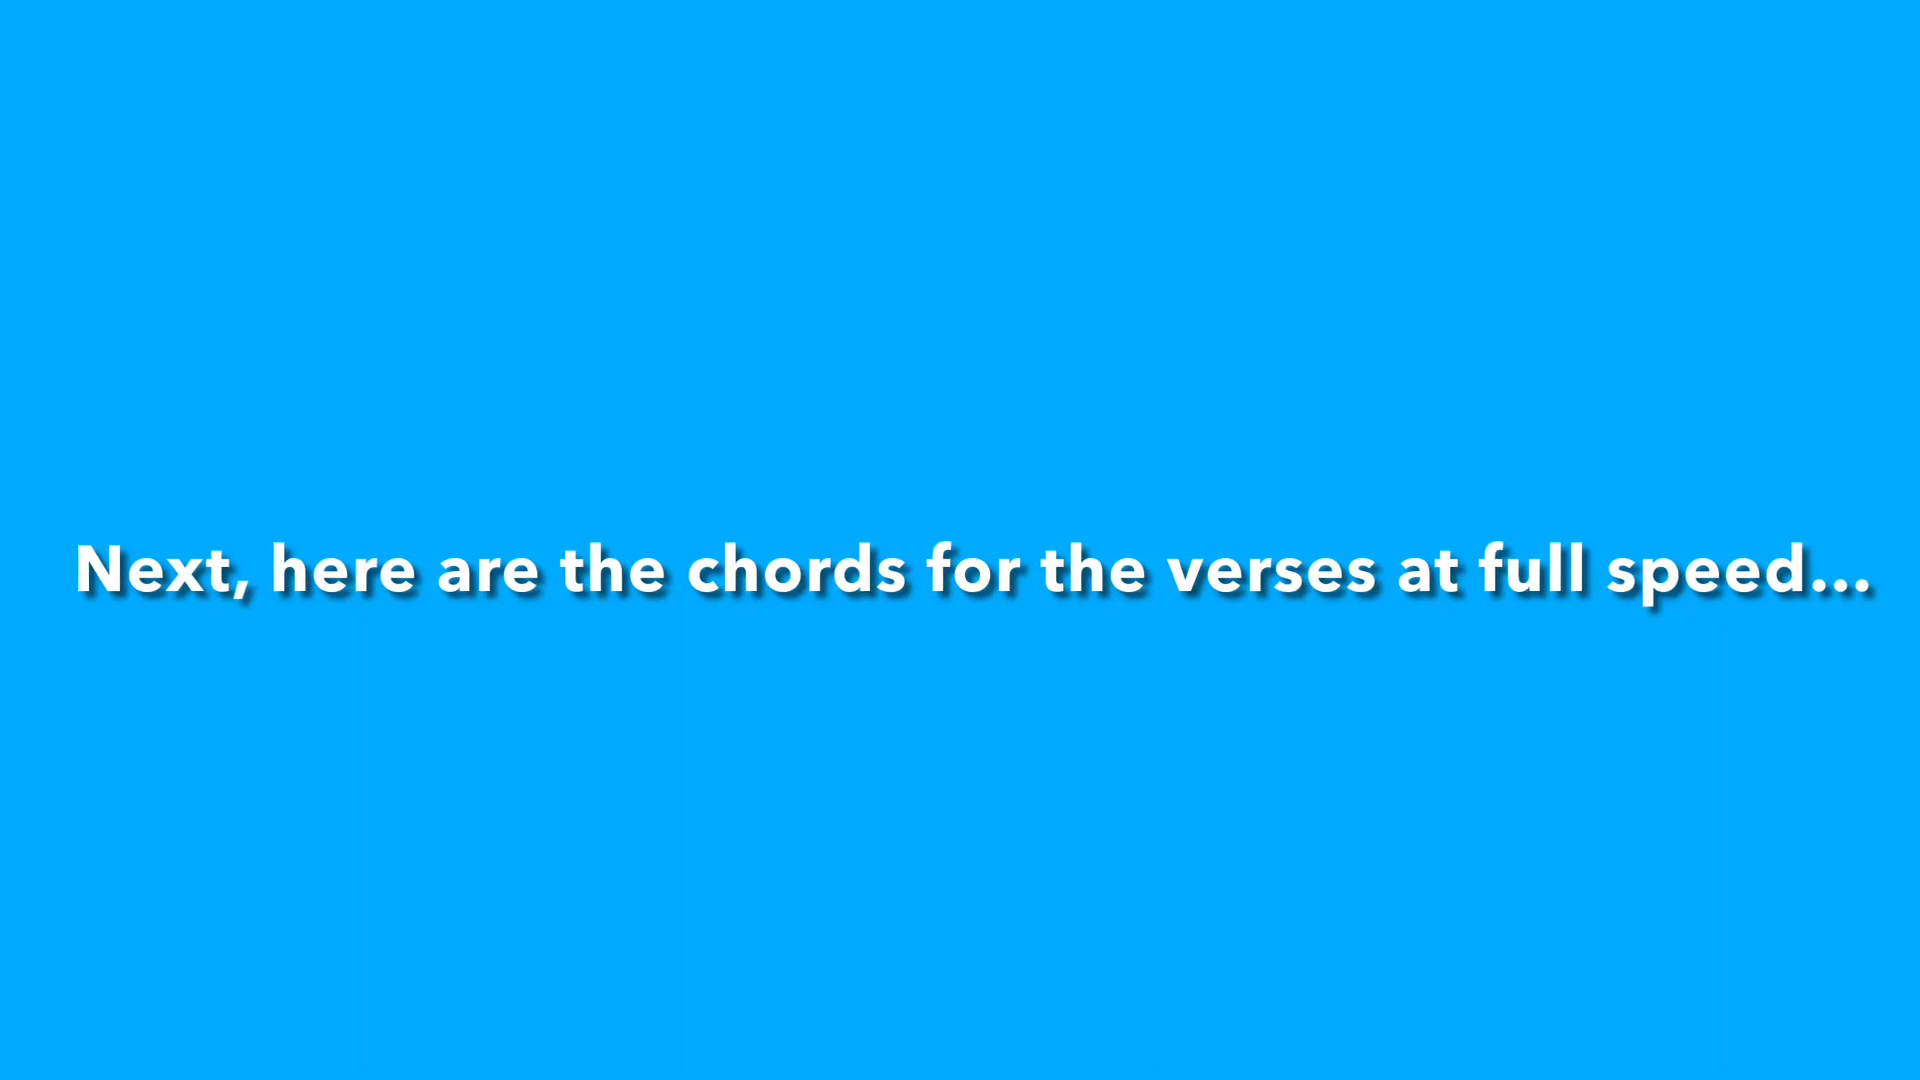 Next, here are the chords for the verses at full speed...